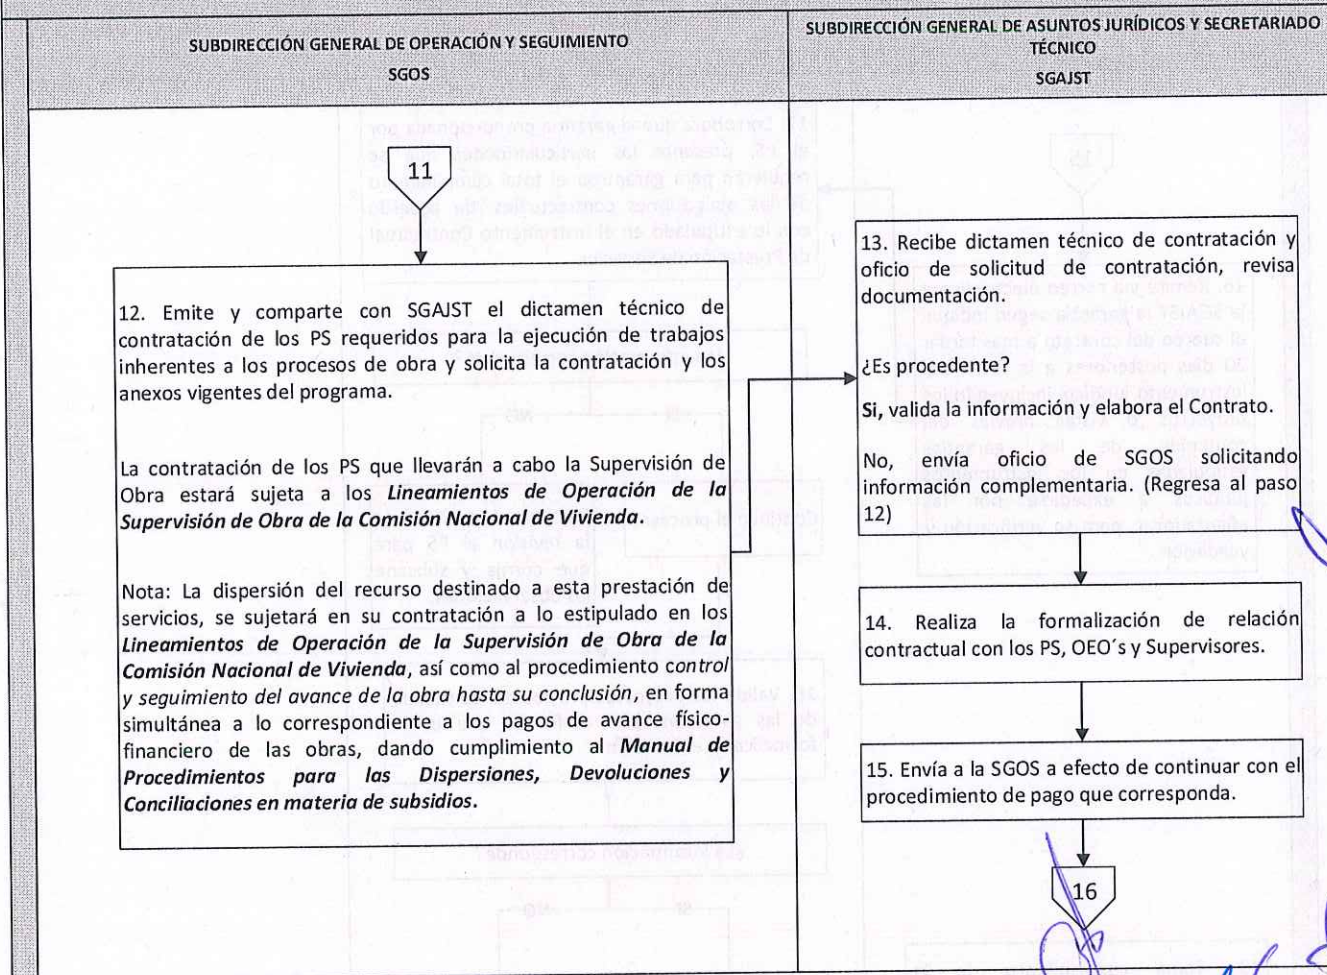 SUBDIRECCIÓN GENERAL DE OPERACIÓN Y SEGUIMIENTO
SGOS
SUBDIRECCIÓN GENERAL DE ASUNTOS JURÍDICOS Y SECRETARIADO
TÉCNICO
SGAJST
11
12. Emite y comparte con SGAJST el dictamen técnico de
contratación de los PS requeridos para la ejecución de trabajos
inherentes a los procesos de obra y solicita la contratación y los
anexos vigentes del programa.
La contratación de los PS que llevarán a cabo la Supervisión de
Obra estará sujeta a los Lineamientos de Operación de la
Supervisión de Obra de la Comisión Nacional de Vivienda.
Nota: La dispersión del recurso destinado a esta prestación de
servicios, se sujetará en su contratación a lo estipulado en los
Lineamientos de Operación de la Supervisión de Obra de la
Comisión Nacional de Vivienda, así como al procedimiento control
y seguimiento del avance de la obra hasta su conclusión, en forma
simultánea a lo correspondiente a los pagos de avance físico-
financiero de las obras, dando cumplimiento al Manual de
Procedimientos para las Dispersiones, Devoluciones y
Conciliaciones en materia de subsidios.
13. Recibe dictamen técnico de contratación y
oficio de solicitud de contratación, revisa
documentación.
¿Es procedente?
Si, valida la información y elabora el Contrato.
No, envía oficio de SGOS solicitando
información complementaria. (Regresa al paso
12)
14. Realiza la formalización de relación
contractual con los PS, OEO´s y Supervisores.
15. Envía a la SGOS a efecto de continuar con el
procedimiento de pago que corresponda.
16